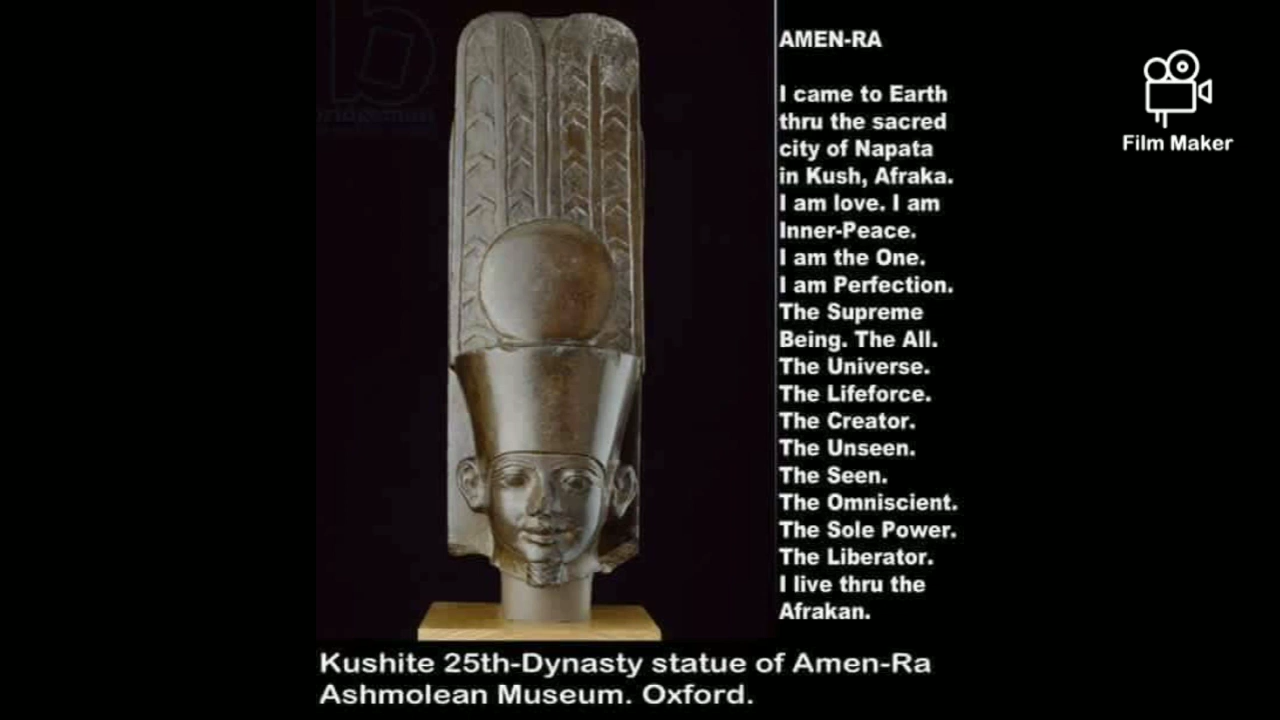 AMEN-RA
I came to Earth
thru the sacred
city of Napata
in Kush, Afraka.
I am love. I am
Inner-Peace.
I am the One.
I am Perfection.
The Supreme
Being. The All.
The Universe.
The Lifeforce.
The Creator.
The Unseen.
The Seen.
The Omniscient.
The Sole Power.
The Liberator.
I live thru the
Afrakan.
Film Maker
Kushite 25th-Dynasty statue of Amen-Ra
Ashmolean Museum. Oxford.